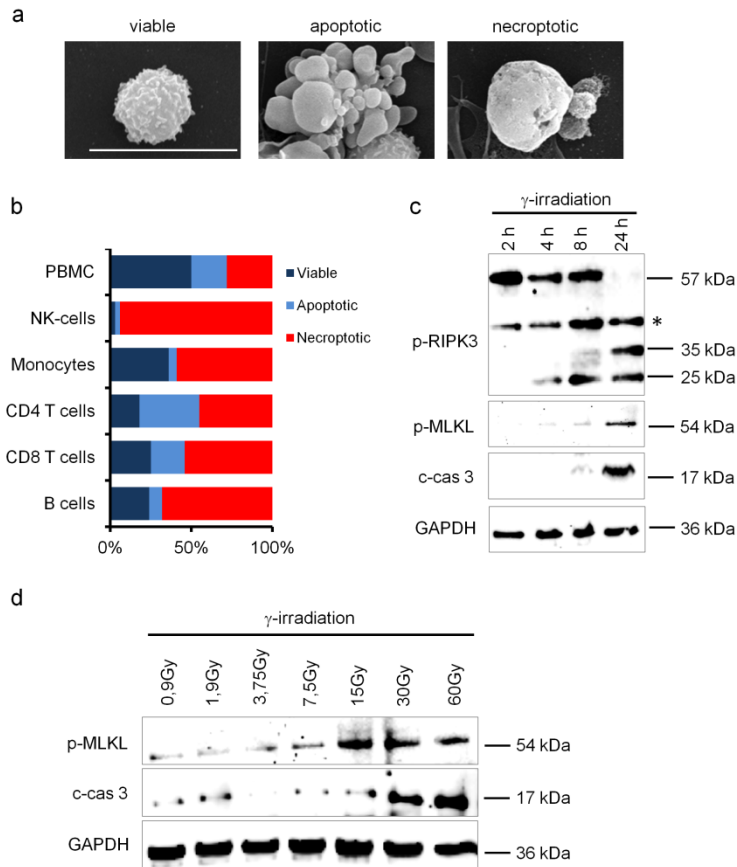 a
viable
apoptotic
necroptotic
b
PBMC
NK-cells
Monocytes
CD4 T cells
CD8 T cells
B cells
0%
50%
100%
Viable
Apoptotic
Necroptotic
c
γ-irradiation
2 h
4 h
8 h
24 h
p-RIPK3
57 kDa
*
35 kDa
25 kDa
p-MLKL
54 kDa
c-cas 3
17 kDa
GAPDH
36 kDa
d
γ-irradiation
0,9Gy
1,9Gy
3,75Gy
7,5Gy
15Gy
30Gy
60Gy
p-MLKL
54 kDa
c-cas 3
17 kDa
GAPDH
36 kDa